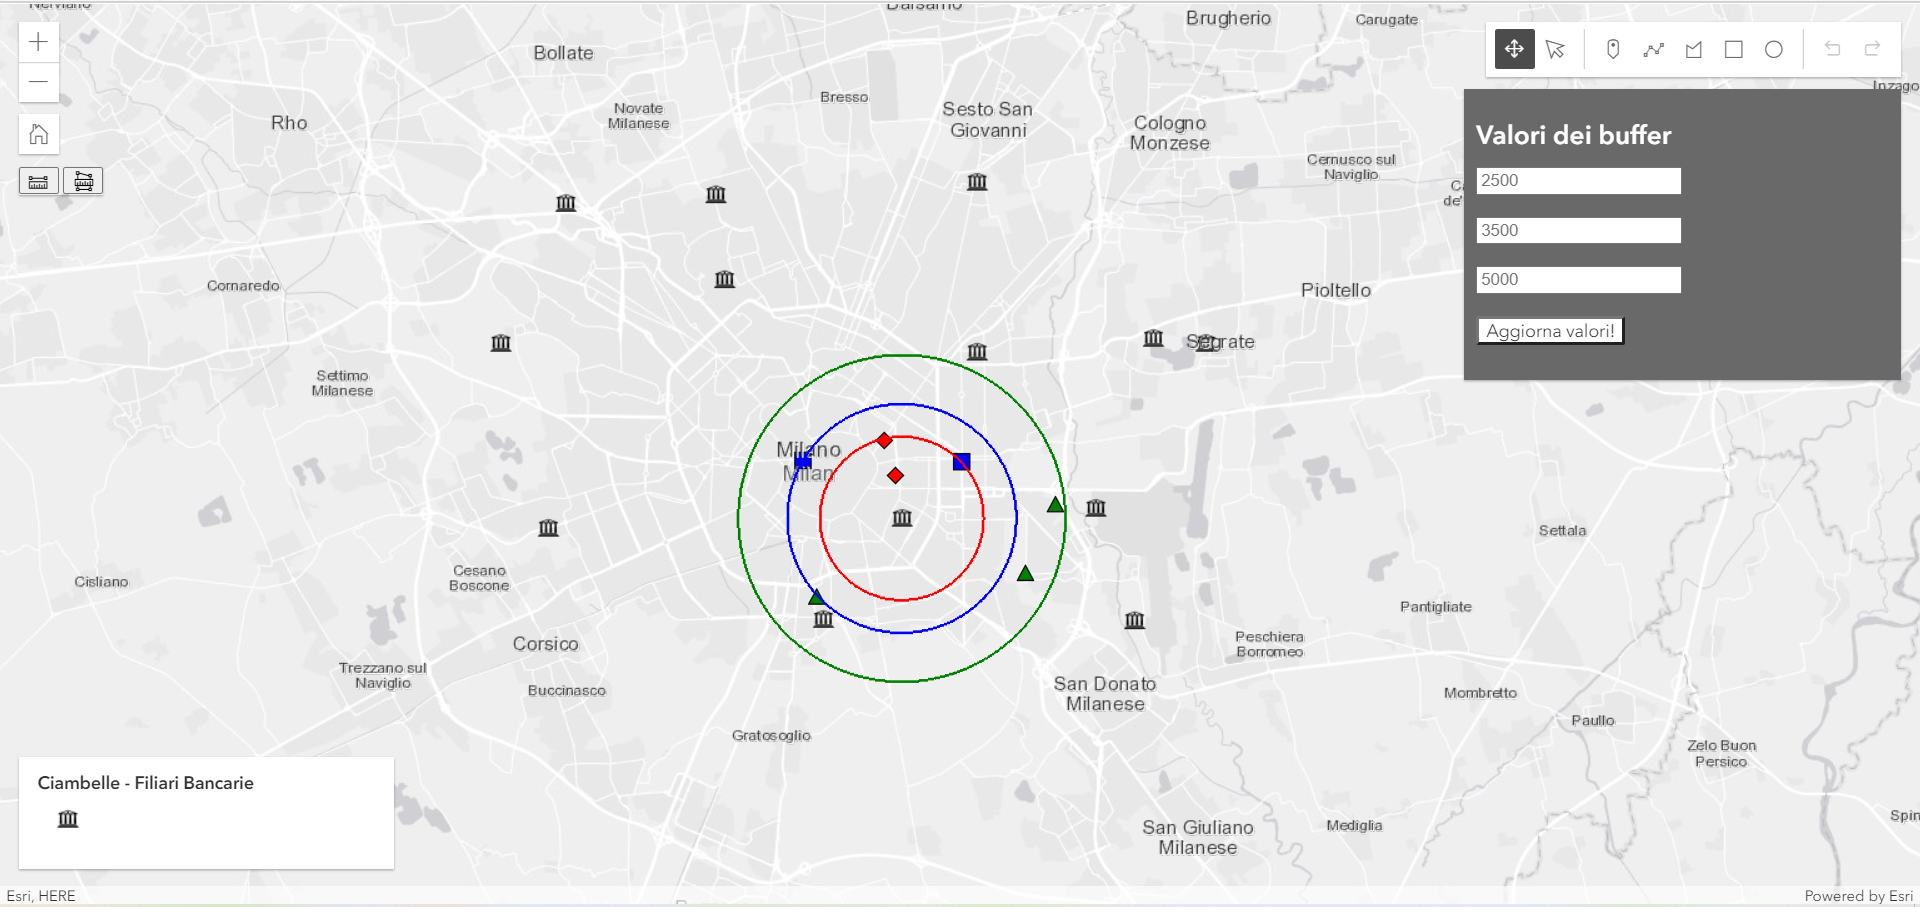 Nerviano
Balsamo
Brugherio
Carugate
Bollate
Inzago
Bresso
Novate
Milanese
Sesto San
Giovanni
Rho
Cologno
Monzese
Cernusco sul
Naviglio
Valori dei buffer
2500
3500
5000
Aggiorna valori!
Ca
de'
Cornaredo
Pioltello
Segrate
Settimo
Milanese
Milano
Milan
Settala
Cisliano
Cesano
Boscone
Pantigliate
Corsico
Peschiera
Borromeo
Trezzano sul
Naviglio
Buccinasco
San Donato
Milanese
Mombretto
Paullo
Gratosoglio
Zelo Buon
Persico
Ciambelle - Filiari Bancarie
San Giuliano
Milanese
Mediglia
Spin
Esri, HERE
Powered by Esri